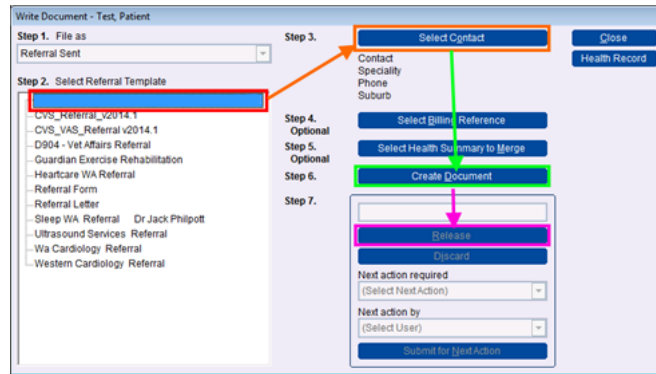 Write Document - Test, Patient
Step 1. File as
Referral Sent
Step 2. Select Referral Template
CVS_Referral_v2014.1
CVS_VAS_Referral v2014.1
D904 - Vet Affairs Referral
Guardian Exercise Rehabilitation
Heartcare WA Referral
Referral Form
Referral Letter
Sleep WA Referral Dr Jack Philpott
Ultrasound Services Referral
Wa Cardiology Referral
Western Cardiology Referral
Step 3.
Select Contact
Contact
Speciality
Phone
Suburb
Step 4.
Optional
Select Billing Reference
Step 5.
Optional
Select Health Summary to Merge
Step 6.
Create Document
Step 7.
Release
Discard
Next action required
(Select Next Action)
Next action by
(Select User)
Submit for Next Action
Close
Health Record